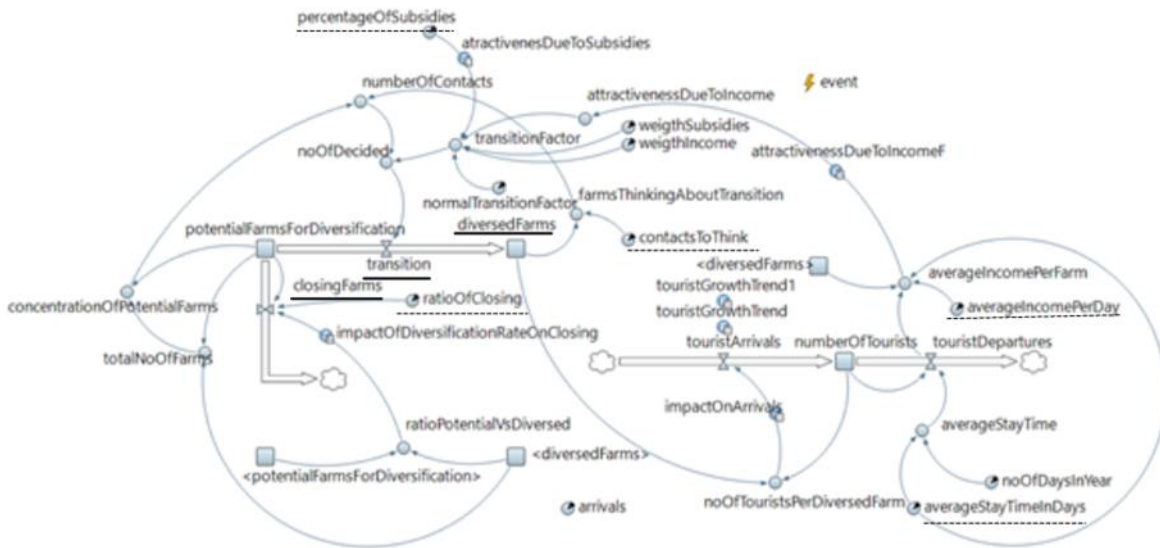 percentageOfSubsidies
atractivenesDueToSubsidies
numberOfContacts
event
attractivenessDueToIncome
weigthSubsidies
transitionFactor
weigthIncome
noOfDecided
attractivenessDueToIncomeF
normalTransitionFactor
farmsThinkingAboutTransition
potentialFarmsForDiversification
diversedFarms
contactsToThink
transition
<diversedFarms>
averageIncomePerFarm
closingFarms
touristGrowthTrend1
concentrationOfPotentialFarms
ratioOfClosing
averageIncomePerDay
touristGrowthTrend
impactOfDiversificationRateOnClosing
touristArrivals
numberOfTourists
touristDepartures
totalNoOfFarms
impactOnArrivals
ratioPotentialVsDiversed
averageStayTime
<diversedFarms>
<potentialFarmsForDiversification>
noOfDaysInYear
noOfTouristsPerDiversedFarm
arrivals
averageStayTimeInDays